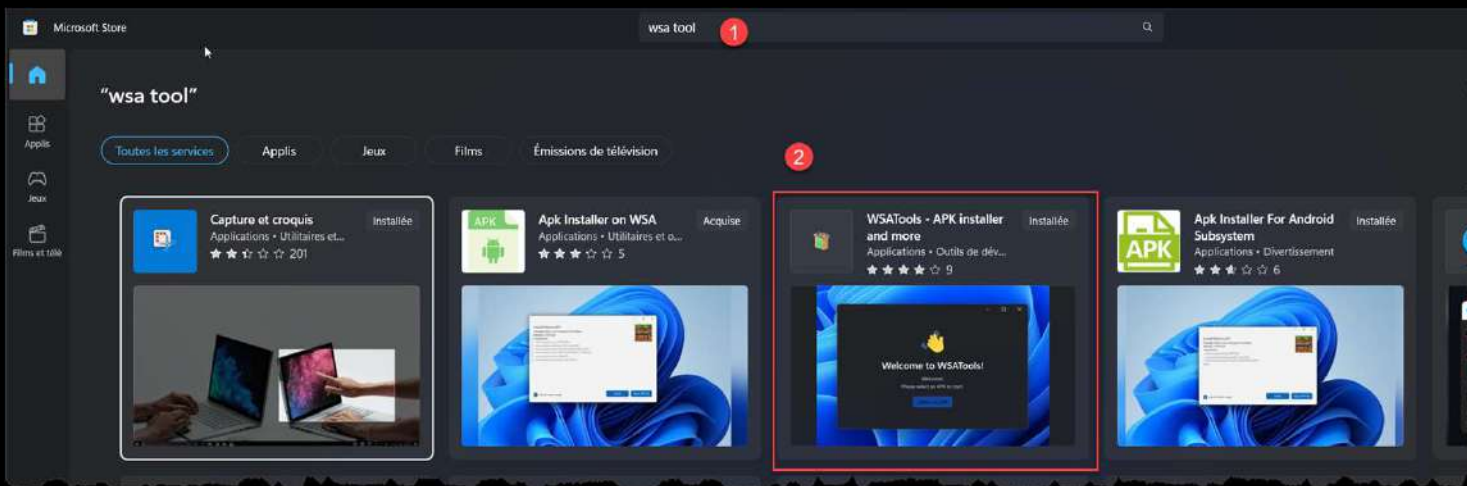 Microsoft Store
wsa tool
1
"wsa tool"
Applis
Jeux
Films et télé
Toutes les services
Applis
Jeux
Films
Émissions de télévision
2
Capture et croquis
Installée
Applications • Utilitaires et...
201
APK
Apk Installer on WSA
Acquise
Applications • Utilitaires et o...
5
WSATools - APK installer
and more
Installée
Applications • Outils de dév...
9
Welcome to WSATools!
APK
Apk Installer For Android
Subsystem
Installée
Applications • Divertissement
6